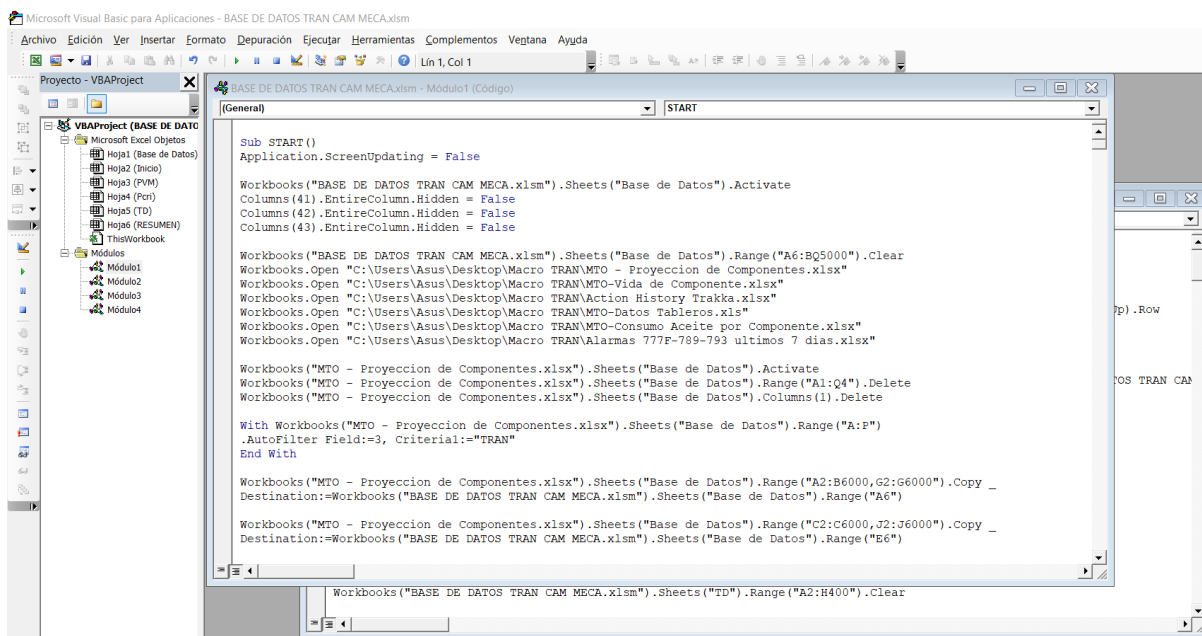 Microsoft Visual Basic para Aplicaciones - BASE DE DATOS TRAN CAM MECA.xlsm
Archivo Edición Ver Insertar Formato Depuración Ejecutar Herramientas Complementos Ventana Ayuda
Lín 1, Col 1
Proyecto - VBAProject
VBAProject (BASE DE DATO
Microsoft Excel Objetos
Hoja1 (Base de Datos)
Hoja2 (Inicio)
Hoja3 (PVM)
Hoja4 (Pcri)
Hoja5 (TD)
Hoja6 (RESUMEN)
ThisWorkbook
Módulos
Módulo1
Módulo2
Módulo3
Módulo4
BASE DE DATOS TRAN CAM MECA.xlsm - Módulo1 (Código)
(General) START
Sub START()
Application.ScreenUpdating = False
Workbooks("BASE DE DATOS TRAN CAM MECA.xlsm").Sheets("Base de Datos").Activate
Columns(41).EntireColumn.Hidden = False
Columns(42).EntireColumn.Hidden = False
Columns(43).EntireColumn.Hidden = False
Workbooks("BASE DE DATOS TRAN CAM MECA.xlsm").Sheets("Base de Datos").Range("A6:BQ5000").Clear
Workbooks.Open "C:\Users\Asus\Desktop\Macro TRAN\MTO - Proyeccion de Componentes.xlsx"
Workbooks.Open "C:\Users\Asus\Desktop\Macro TRAN\MTO-Vida de Componente.xlsx"
Workbooks.Open "C:\Users\Asus\Desktop\Macro TRAN\Action History Trakka.xlsx"
Workbooks.Open "C:\Users\Asus\Desktop\Macro TRAN\MTO-Datos Tableros.xls"
Workbooks.Open "C:\Users\Asus\Desktop\Macro TRAN\MTO-Consumo Aceite por Componente.xlsx"
Workbooks.Open "C:\Users\Asus\Desktop\Macro TRAN\Alarmas 777F-789-793 ultimos 7 dias.xlsx"
Workbooks("MTO - Proyeccion de Componentes.xlsx").Sheets("Base de Datos").Activate
Workbooks("MTO - Proyeccion de Componentes.xlsx").Sheets("Base de Datos").Range("A1:Q4").Delete
Workbooks("MTO - Proyeccion de Componentes.xlsx").Sheets("Base de Datos").Columns(1).Delete
With Workbooks("MTO - Proyeccion de Componentes.xlsx").Sheets("Base de Datos").Range("A:P")
.AutoFilter Field:=3, Criteria1:="TRAN"
End With
Workbooks("MTO - Proyeccion de Componentes.xlsx").Sheets("Base de Datos").Range("A2:B6000,G2:G6000").Copy _
Destination:=Workbooks("BASE DE DATOS TRAN CAM MECA.xlsm").Sheets("Base de Datos").Range("A6")
Workbooks("MTO - Proyeccion de Componentes.xlsx").Sheets("Base de Datos").Range("C2:C6000,J2:J6000").Copy _
Destination:=Workbooks("BASE DE DATOS TRAN CAM MECA.xlsm").Sheets("Base de Datos").Range("E6")
Jp).Row
TOS TRAN CAM
Workbooks("BASE DE DATOS TRAN CAM MECA.xlsm").Sheets("TD").Range("A2:H400").Clear